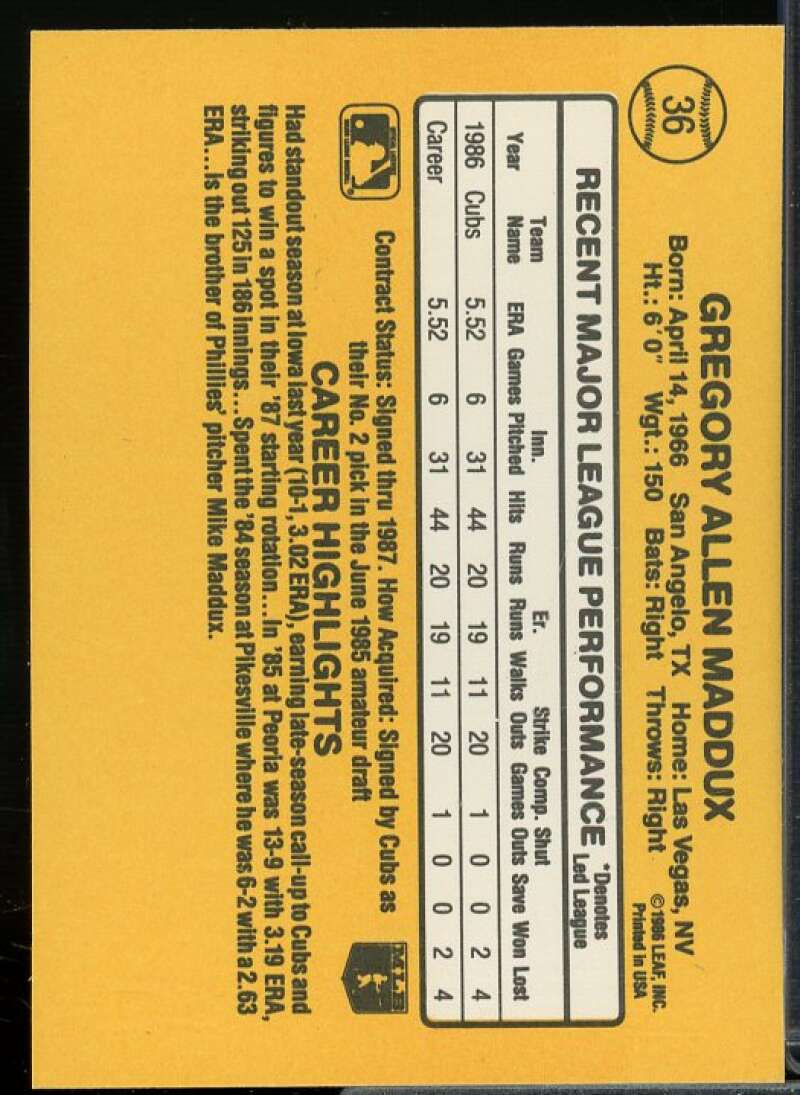 36
GREGORY ALLEN MADDUX
Born: April 14, 1966 San Angelo, TX Home: Las Vegas, NV
Ht.: 6′0″ Wgt.: 150 Bats: Right Throws: Right
©1986 LEAF, INC.
Printed in USA
RECENT MAJOR LEAGUE PERFORMANCE
*Denotes
Led League
Team Inn. Er. Strike Comp. Shut
Year Name ERA Games Pitched Hits Runs Runs Walks Outs Games Outs Save Won Lost
1986 Cubs 5.52 6 31 44 20 19 11 20 1 0 0 2 4
Career 5.52 6 31 44 20 19 11 20 1 0 0 2 4
Contract Status: Signed thru 1987. How Acquired: Signed by Cubs as
their No. 2 pick in the June 1985 amateur draft
MLB
CAREER HIGHLIGHTS
Had standout season at Iowa last year (10-1, 3.02 ERA), earning late-season call-up to Cubs and
figures to win a spot in their '87 starting rotation...In '85 at Peoria was 13-9 with 3.19 ERA,
striking out 125 in 186 innings...Spent the '84 season at Pikesville where he was 6-2 with a 2.63
ERA...Is the brother of Phillies' pitcher Mike Maddux.